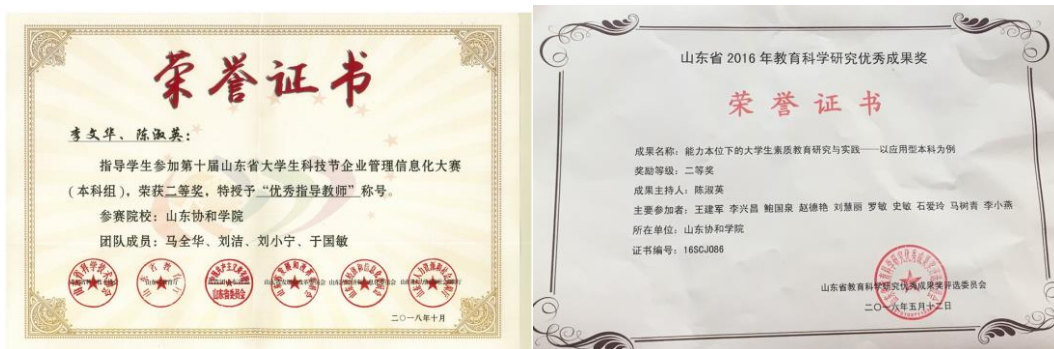 荣誉证书
李文华、陈淑英：
指导学生参加第十届山东省大学生科技节企业管理信息化大赛
（本科组），荣获二等奖，特授予“优秀指导教师”称号。
参赛院校：山东协和学院
团队成员：马全华、刘洁、刘小宁、于国敏
二〇一八年十月
山东省 2016 年教育科学研究优秀成果奖
荣誉证书
成果名称：能力本位下的大学生素质教育研究与实践——以应用型本科为例
奖励等级：二等奖
成果主持人：陈淑英
主要参加者：王建军 李兴昌 鲍国泉 赵德艳 刘慧丽 罗敏 史敏 石爱玲 马树青 李小燕
所在单位：山东协和学院
证书编号：16SCJ086
山东省教育科学研究优秀成果奖评选委员会
二〇一六年五月十二日